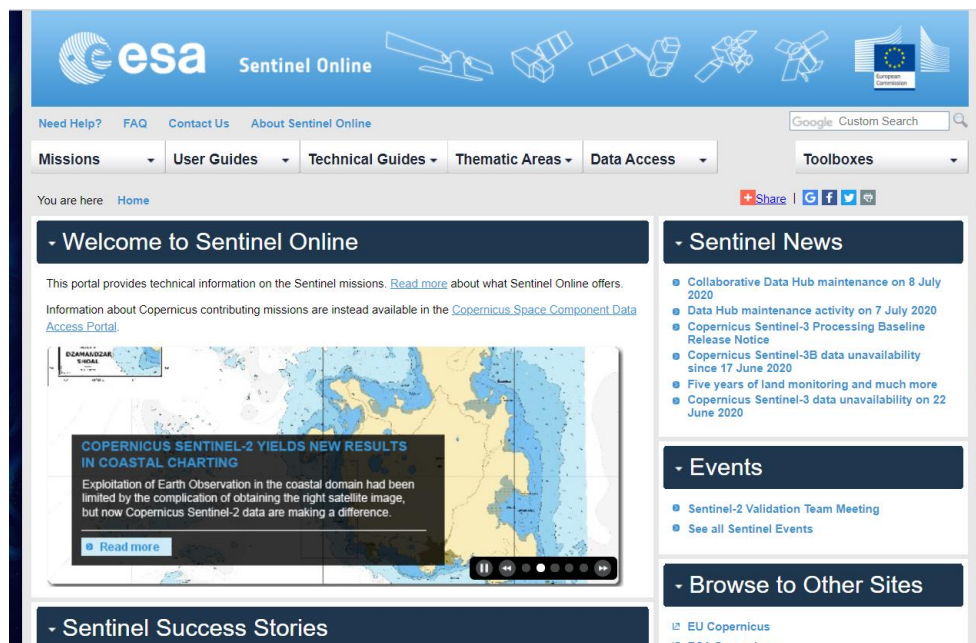 esa Sentinel Online
European
Commission
Need Help? FAQ Contact Us About Sentinel Online
Google Custom Search
Missions User Guides Technical Guides Thematic Areas Data Access Toolboxes
You are here Home
Share |
Welcome to Sentinel Online
This portal provides technical information on the Sentinel missions. Read more about what Sentinel Online offers.
Information about Copernicus contributing missions are instead available in the Copernicus Space Component Data
Access Portal.
DZAMANDZAR
SHOAL
COPERNICUS SENTINEL-2 YIELDS NEW RESULTS
IN COASTAL CHARTING
Exploitation of Earth Observation in the coastal domain had been
limited by the complication of obtaining the right satellite image,
but now Copernicus Sentinel-2 data are making a difference.
Read more
Sentinel Success Stories
Sentinel News
Collaborative Data Hub maintenance on 8 July
2020
Data Hub maintenance activity on 7 July 2020
Copernicus Sentinel-3 Processing Baseline
Release Notice
Copernicus Sentinel-3B data unavailability
since 17 June 2020
Five years of land monitoring and much more
Copernicus Sentinel-3 data unavailability on 22
June 2020
Events
Sentinel-2 Validation Team Meeting
See all Sentinel Events
Browse to Other Sites
EU Copernicus